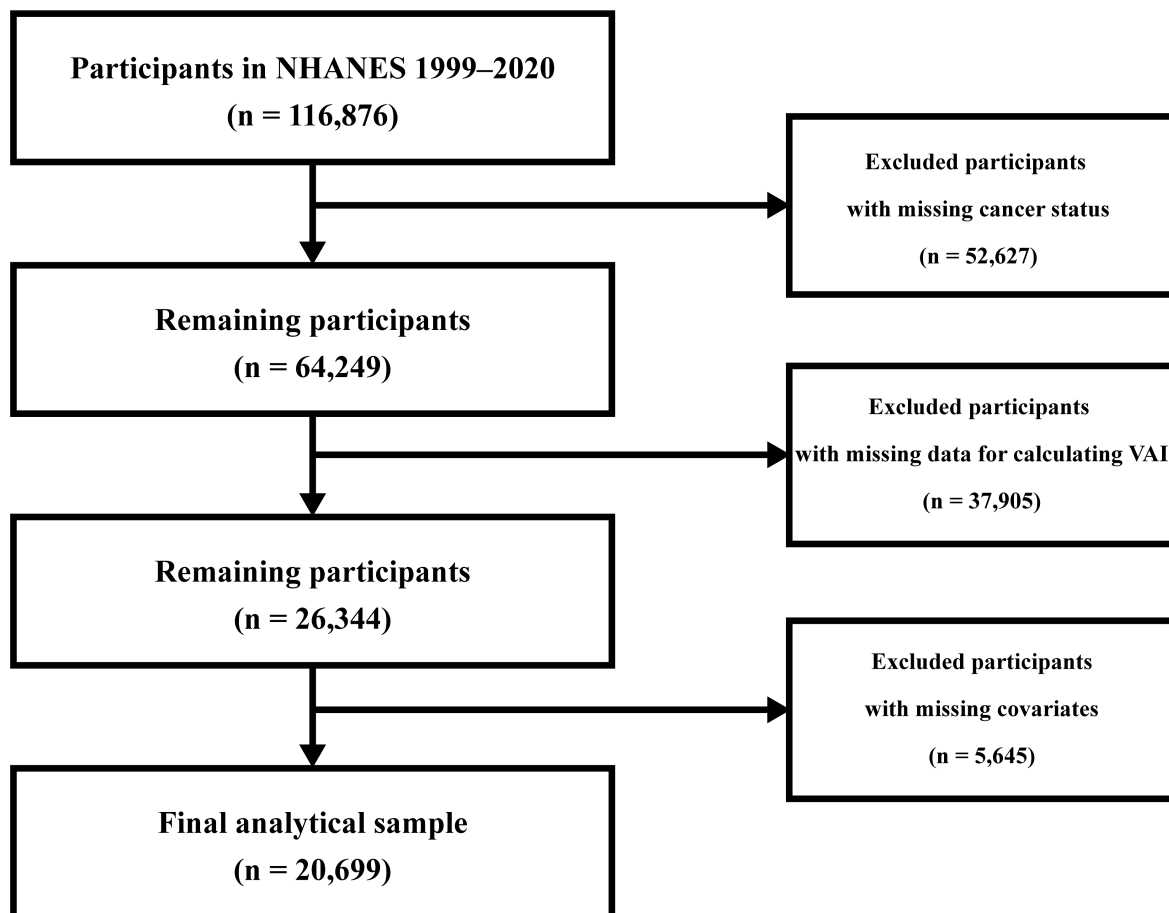 Participants in NHANES 1999–2020
(n = 116,876)
Excluded participants
with missing cancer status
(n = 52,627)
Remaining participants
(n = 64,249)
Excluded participants
with missing data for calculating VAI
(n = 37,905)
Remaining participants
(n = 26,344)
Excluded participants
with missing covariates
(n = 5,645)
Final analytical sample
(n = 20,699)